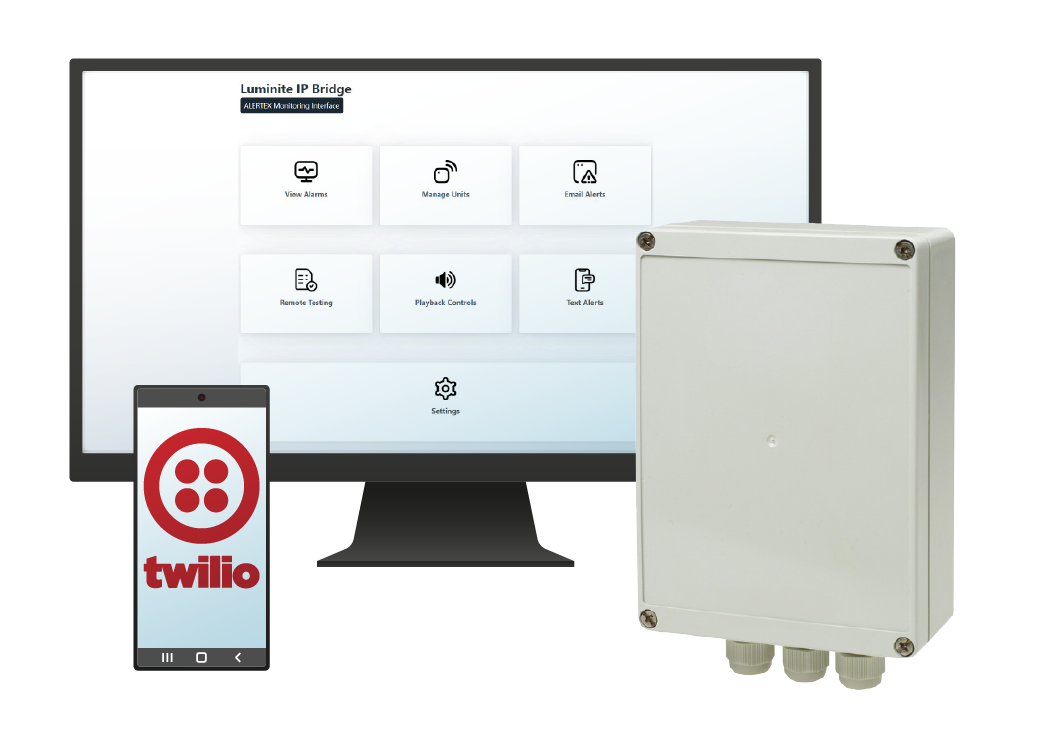 Luminite IP Bridge
ALERTEX Monitoring Interface
View Alarms
Manage Units
Email Alerts
Remote Testing
Playback Controls
Text Alerts
Settings
twilio